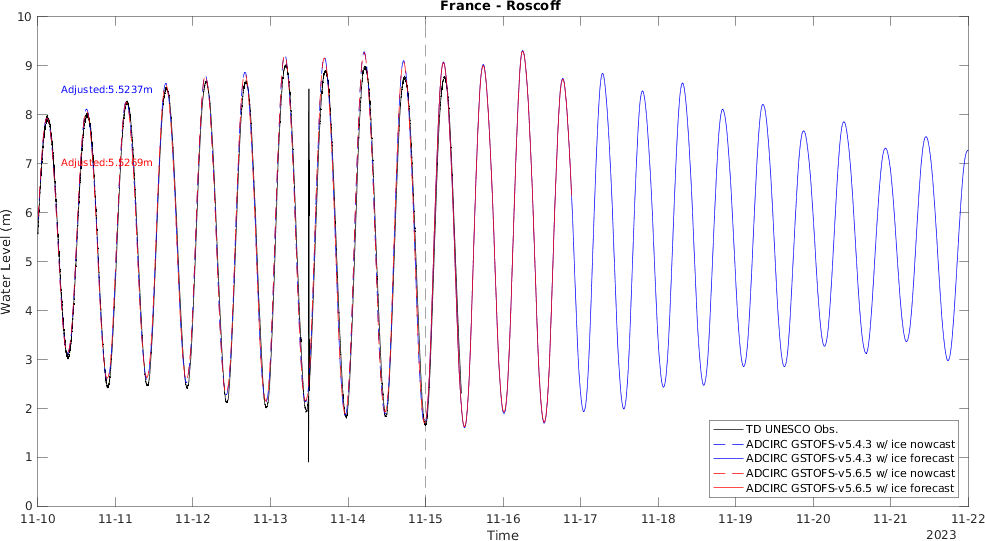 France - Roscoff
10
9
8
7
6
5
4
3
2
1
0
Water Level (m)
Adjusted:5.5237m
Adjusted:5.5269m
TD UNESCO Obs.
ADCIRC GSTOFS-v5.4.3 w/ ice nowcast
ADCIRC GSTOFS-v5.4.3 w/ ice forecast
ADCIRC GSTOFS-v5.6.5 w/ ice nowcast
ADCIRC GSTOFS-v5.6.5 w/ ice forecast
11-10 11-11 11-12 11-13 11-14 11-15 11-16 11-17 11-18 11-19 11-20 11-21 11-22
Time
2023